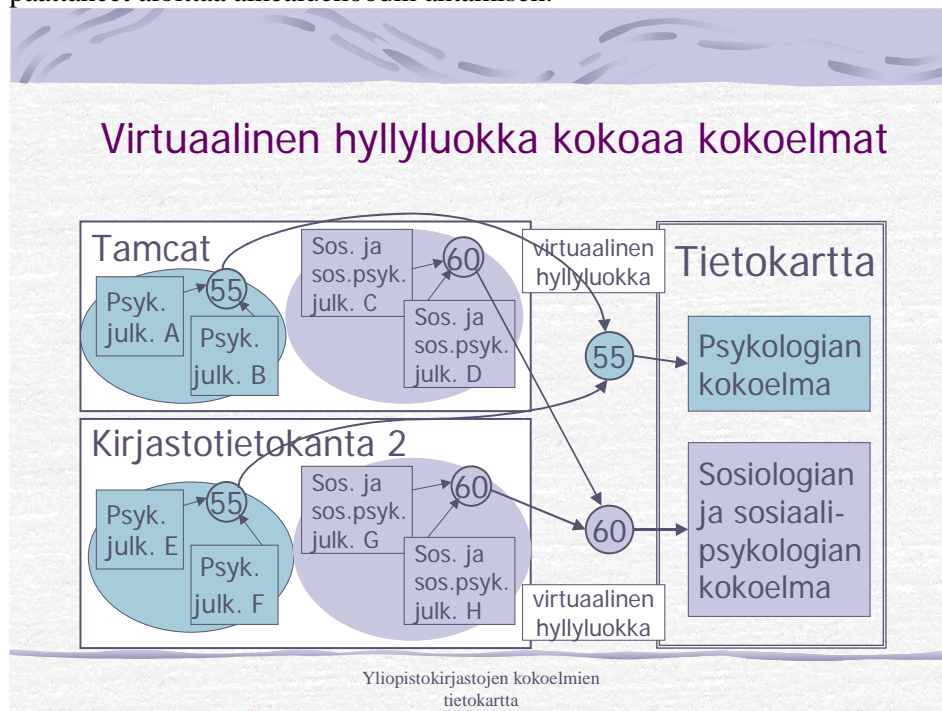 päättäneet aloittaa
Virtuaalinen hyllyluokka kokoaa kokoelmat
Tamcat
Psyk.
julk. A
55
Psyk.
julk. B
Sos. ja
sos.psyk.
julk. C
60
Sos. ja
sos.psyk.
julk. D
virtuaalinen
hyllyluokka
55
Tietokartta
Psykologian
kokoelma
Kirjastotietokanta 2
Psyk.
julk. E
55
Psyk.
julk. F
Sos. ja
sos.psyk.
julk. G
60
Sos. ja
sos.psyk.
julk. H
60
virtuaalinen
hyllyluokka
Sosiologian
ja sosiaali-
psykologian
kokoelma
Yliopistokirjastojen kokoelmien
tietokartta